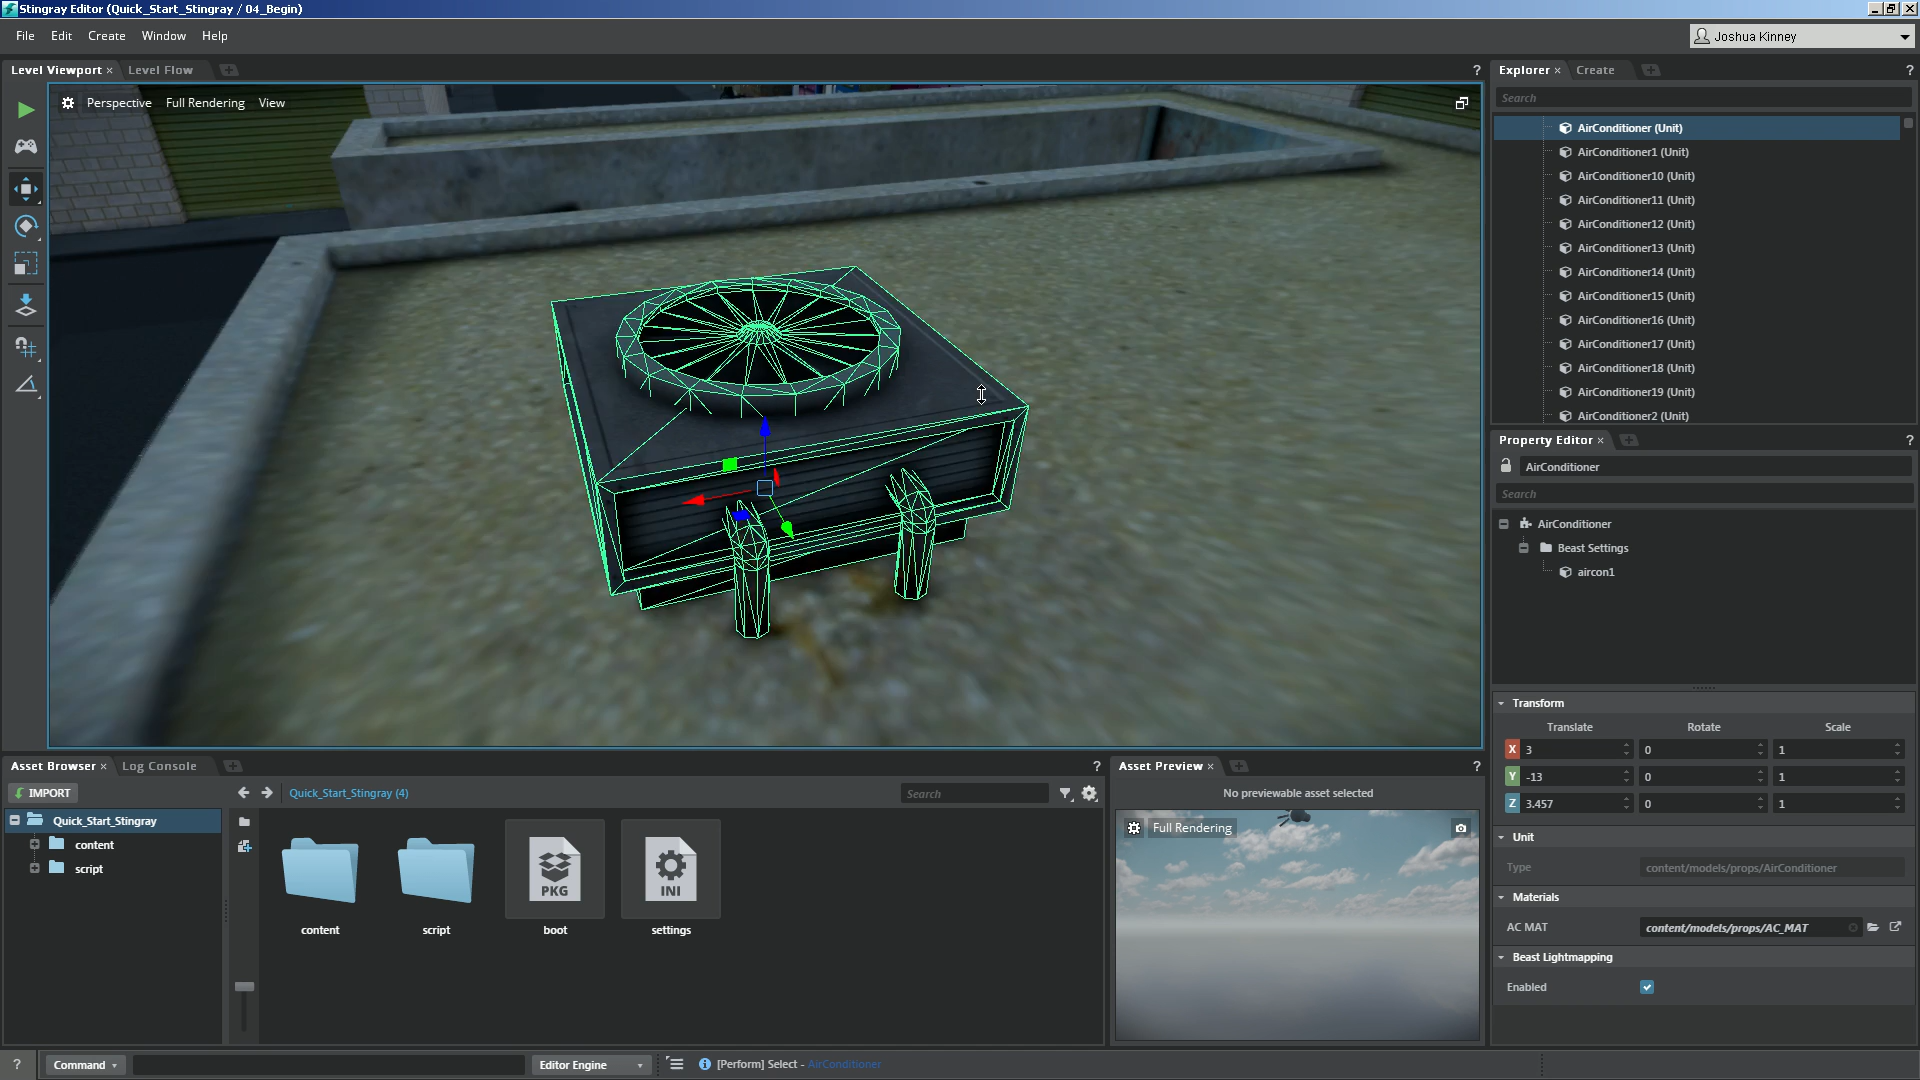 Stingray Editor (Quick_Start_Stingray / 04_Begin)
File Edit Create Window Help
Joshua Kinney
Level Viewport × Level Flow
?
Perspective Full Rendering View
Explorer × Create
?
Search
AirConditioner (Unit)
AirConditioner1 (Unit)
AirConditioner10 (Unit)
AirConditioner11 (Unit)
AirConditioner12 (Unit)
AirConditioner13 (Unit)
AirConditioner14 (Unit)
AirConditioner15 (Unit)
AirConditioner16 (Unit)
AirConditioner17 (Unit)
AirConditioner18 (Unit)
AirConditioner19 (Unit)
AirConditioner2 (Unit)
Property Editor ×
?
AirConditioner
Search
AirConditioner
Beast Settings
aircon1
Transform
Translate Rotate Scale
X 3 0 1
Y -13 0 1
Z 3.457 0 1
Unit
Type content/models/props/AirConditioner
Materials
AC MAT content/models/props/AC_MAT
Beast Lightmapping
Enabled
Asset Browser × Log Console
?
IMPORT
Quick_Start_Stingray (4)
Search
Quick_Start_Stingray
content
script
PKG
INI
content script boot settings
Asset Preview ×
?
No previewable asset selected
Full Rendering
? Command Editor Engine [Perform] Select - AirConditioner